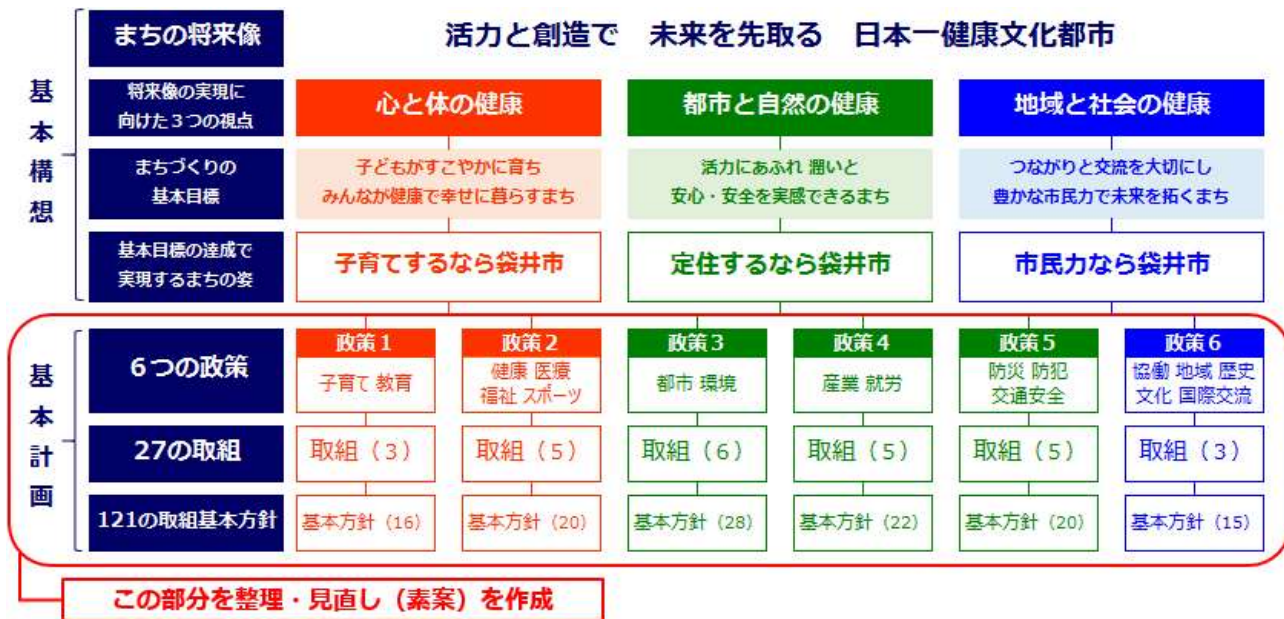 基本構想
まちの将来像
活力と創造で 未来を先取る 日本一健康文化都市
将来像の実現に
向けた3つの視点
心と体の健康
都市と自然の健康
地域と社会の健康
まちづくりの
基本目標
子どもがすこやかに育ち
みんなが健康で幸せに暮らすまち
活力にあふれ 潤いと
安心・安全を実感できるまち
つながりと交流を大切にし
豊かな市民力で未来を拓くまち
基本目標の達成で
実現するまちの姿
子育てするなら袋井市
定住するなら袋井市
市民力なら袋井市
基本計画
6つの政策
政策1
子育て 教育
政策2
健康 医療
福祉 スポーツ
政策3
都市 環境
政策4
産業 就労
政策5
防災 防犯
交通安全
政策6
協働 地域 歴史
文化 国際交流
27の取組
取組(3)
取組(5)
取組(6)
取組(5)
取組(5)
取組(3)
121の取組基本方針
基本方針(16)
基本方針(20)
基本方針(28)
基本方針(22)
基本方針(20)
基本方針(15)
この部分を整理・見直し(素案)を作成